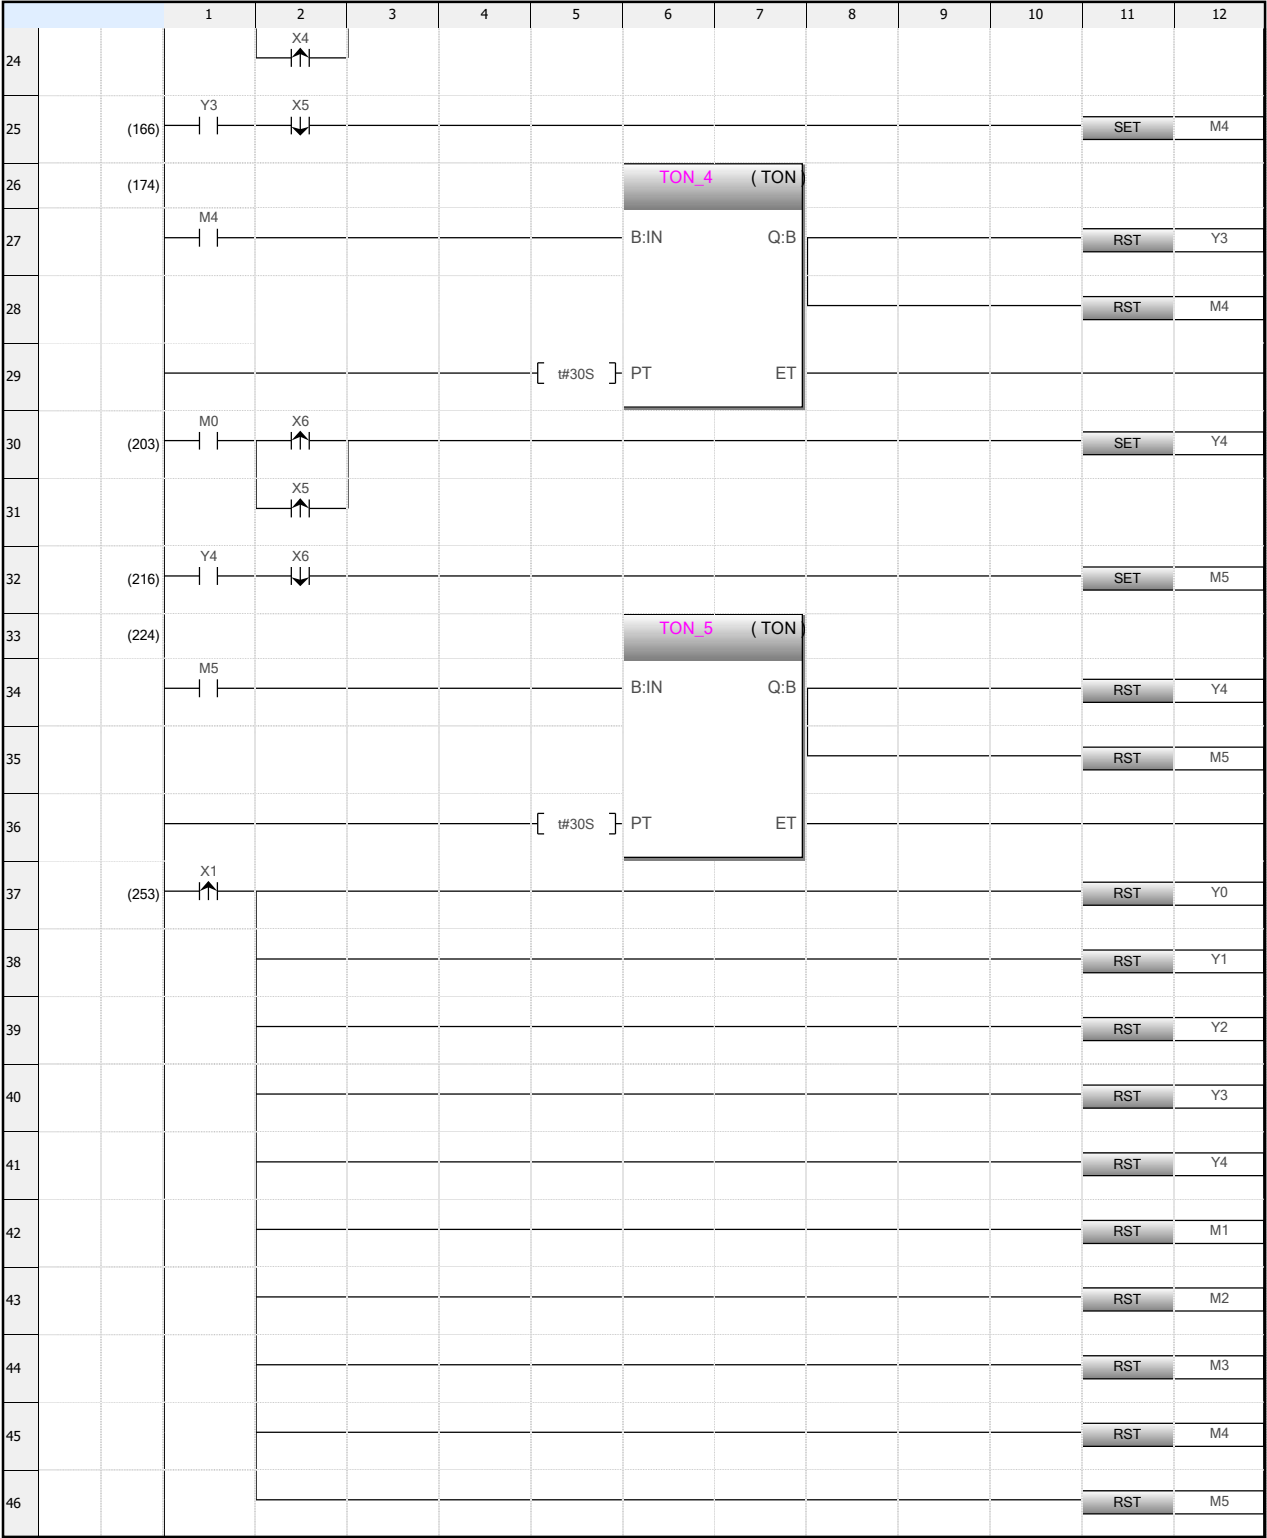 1 2 3 4 5 6 7 8 9 10 11 12
X4
24
Y3 X5
25 (166) SET M4
26 (174) TON_4 ( TON )
M4
27 B:IN Q:B RST Y3
28 RST M4
29 t#30S PT ET
M0 X6
30 (203) SET Y4
X5
31
Y4 X6
32 (216) SET M5
33 (224) TON_5 ( TON )
M5
34 B:IN Q:B RST Y4
35 RST M5
36 t#30S PT ET
X1
37 (253) RST Y0
38 RST Y1
39 RST Y2
40 RST Y3
41 RST Y4
42 RST M1
43 RST M2
44 RST M3
45 RST M4
46 RST M5